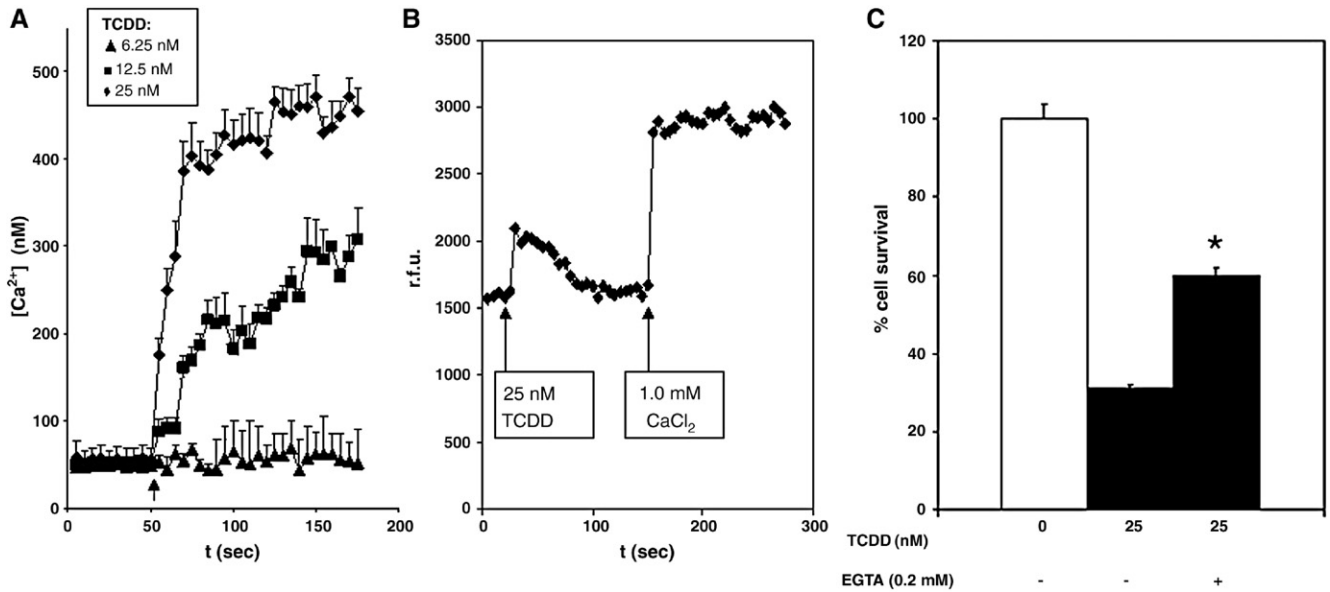 A
TCDD:
6.25 nM
12.5 nM
25 nM
500
400
300
200
100
0
[Ca2+] (nM)
0 50 100 150 200
t (sec)
B
3500
3000
2500
2000
1500
1000
500
0
r.f.u.
25 nM
TCDD
1.0 mM
CaCl2
0 100 200 300
t (sec)
C
120
100
80
60
40
20
0
% cell survival
*
TCDD (nM) 0 25 25
EGTA (0.2 mM) - - +